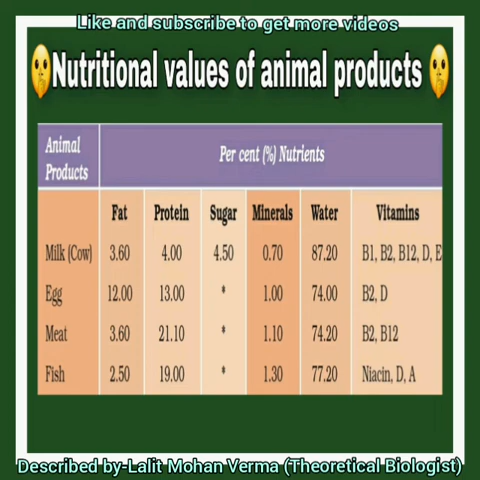 Like and subscribe to get more videos
Nutritional values of animal products
Animal Products Per cent (%) Nutrients
Fat Protein Sugar Minerals Water Vitamins
Milk (Cow) 3.60 4.00 4.50 0.70 87.20 B1, B2, B12, D, E
Egg 12.00 13.00 * 1.00 74.00 B2, D
Meat 3.60 21.10 * 1.10 74.20 B2, B12
Fish 2.50 19.00 * 1.30 77.20 Niacin, D, A
Described by-Lalit Mohan Verma (Theoretical Biologist)